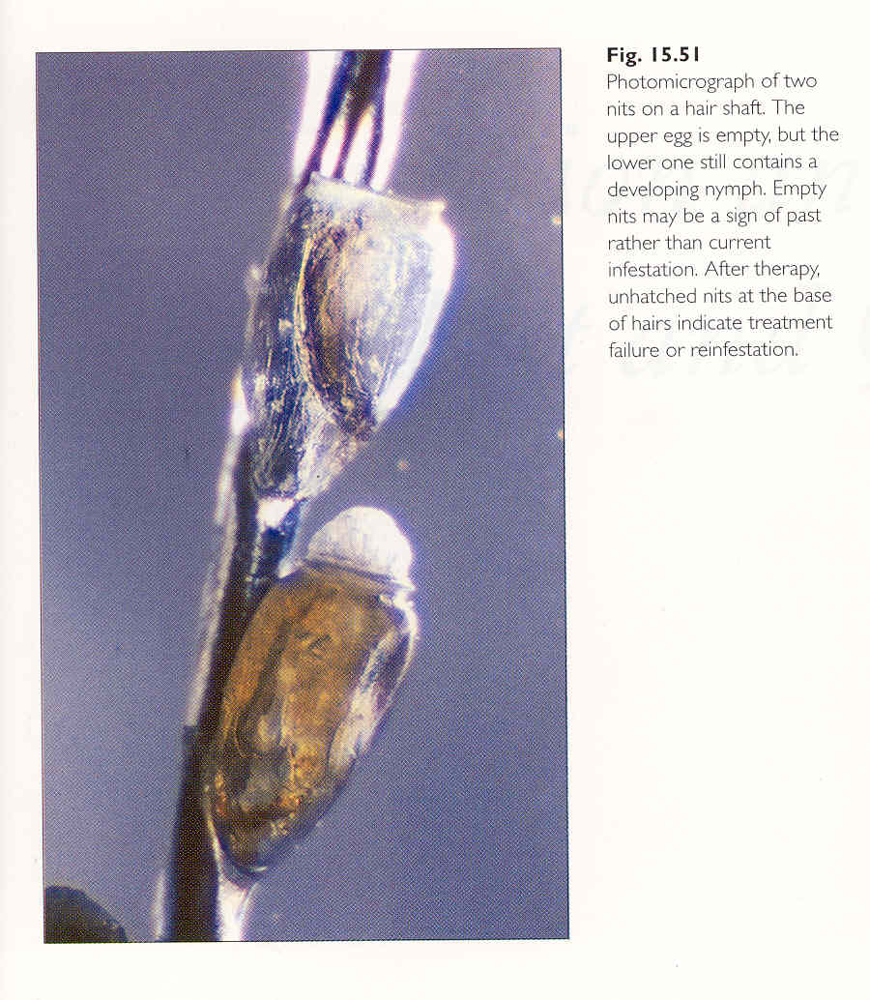 Fig. 15.51
Photomicrograph of two
nits on a hair shaft. The
upper egg is empty, but the
lower one still contains a
developing nymph. Empty
nits may be a sign of past
rather than current
infestation. After therapy,
unhatched nits at the base
of hairs indicate treatment
failure or reinfestation.